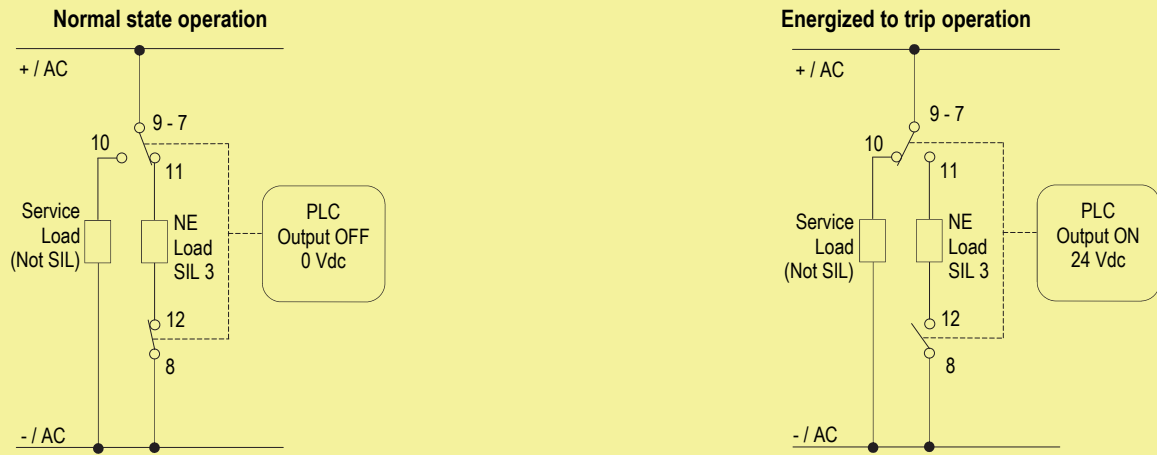 Normal state operation
+ / AC
9 - 7
10
11
Service
Load
(Not SIL)
NE
Load
SIL 3
PLC
Output OFF
0 Vdc
12
8
- / AC
Energized to trip operation
+ / AC
9 - 7
10
11
Service
Load
(Not SIL)
NE
Load
SIL 3
PLC
Output ON
24 Vdc
12
8
- / AC